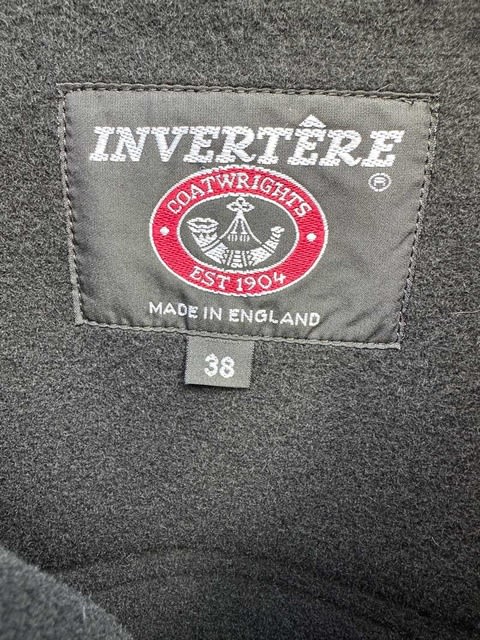 INVERTÊRE
®
COATWRIGHTS
EST 1904
MADE IN ENGLAND
38